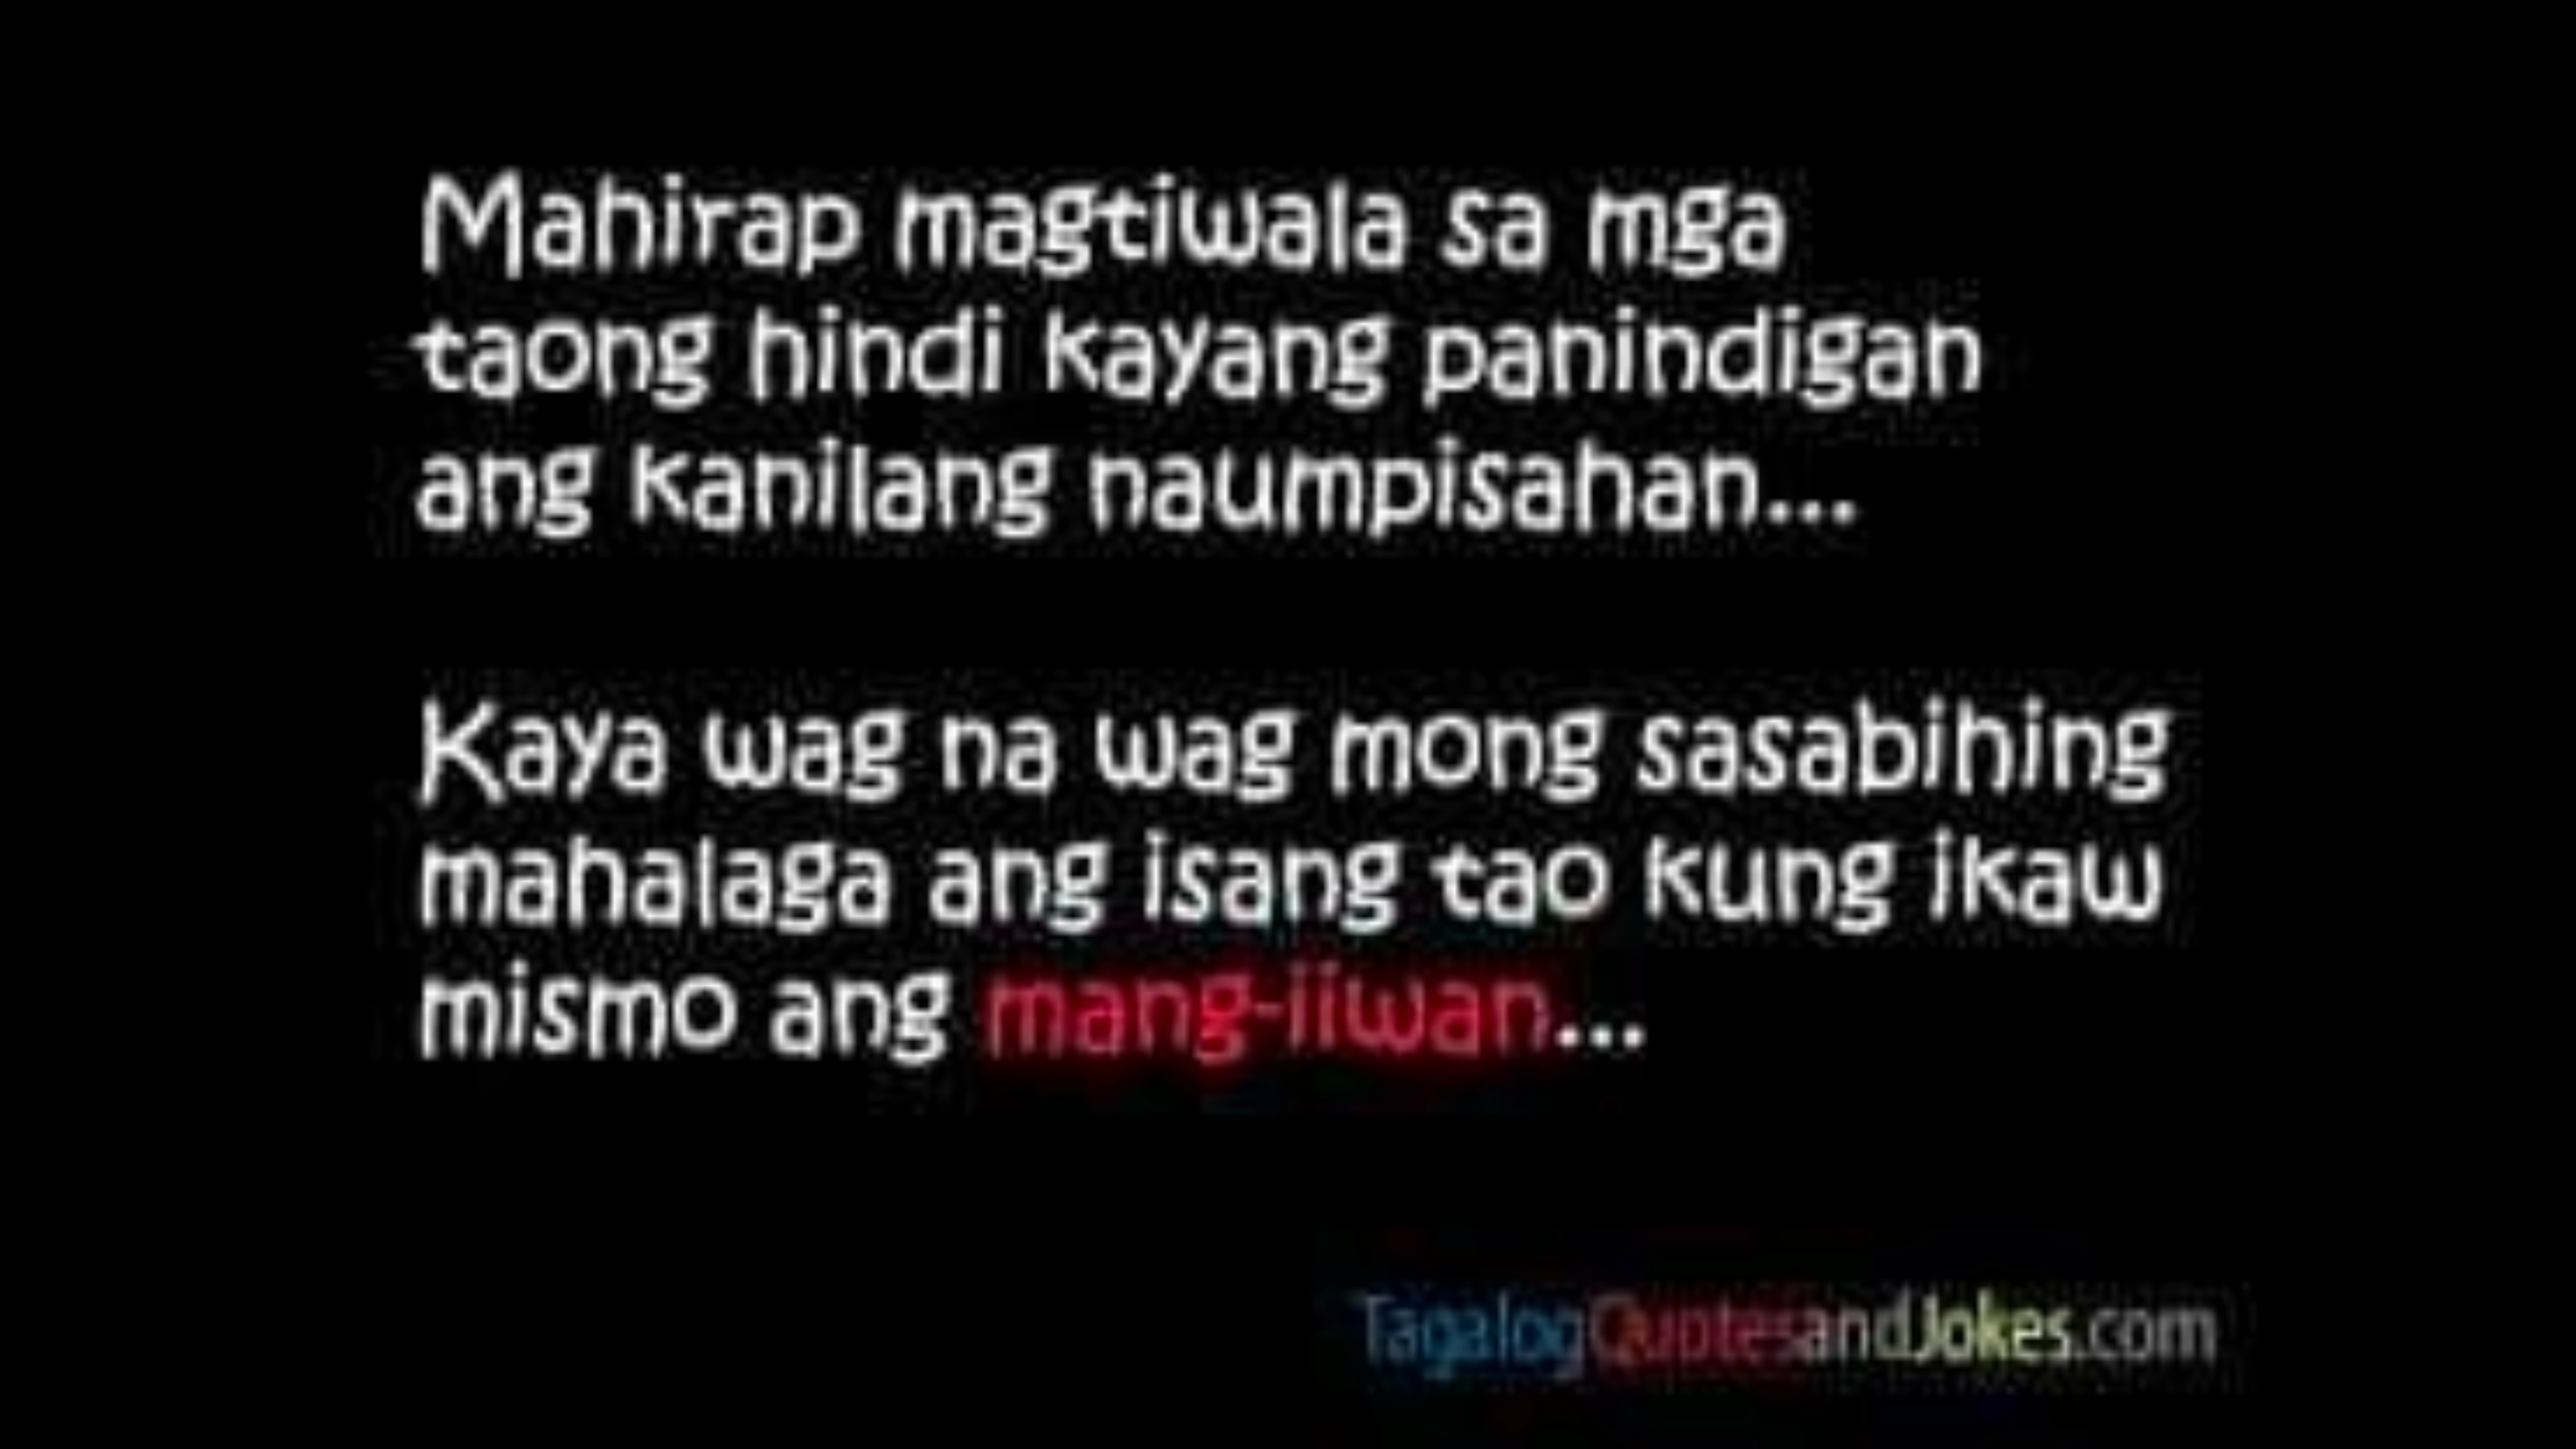 Mahirap magtiwala sa mga
taong hindi kayang panindigan
ang kanilang naumpisahan...
Kaya wag na wag mong sasabihing
mahalaga ang isang tao kung ikaw
mismo ang mang-iiwan...
TagalogQuotesandJokes.com